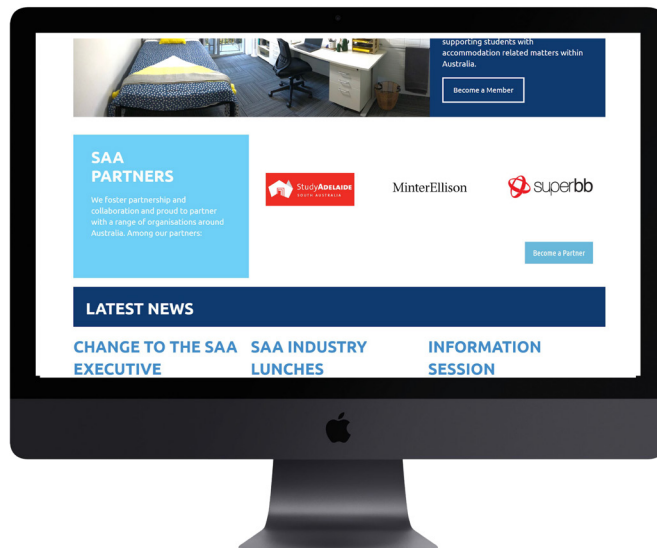 supporting students with
accommodation related matters within
Australia.
Become a Member
SAA
PARTNERS
We foster partnership and
collaboration and proud to partner
with a range of organisations around
Australia. Among our partners:
StudyADELAIDE
SOUTH AUSTRALIA
MinterEllison
superbb
Become a Partner
LATEST NEWS
CHANGE TO THE SAA
EXECUTIVE
SAA INDUSTRY
LUNCHES
INFORMATION
SESSION